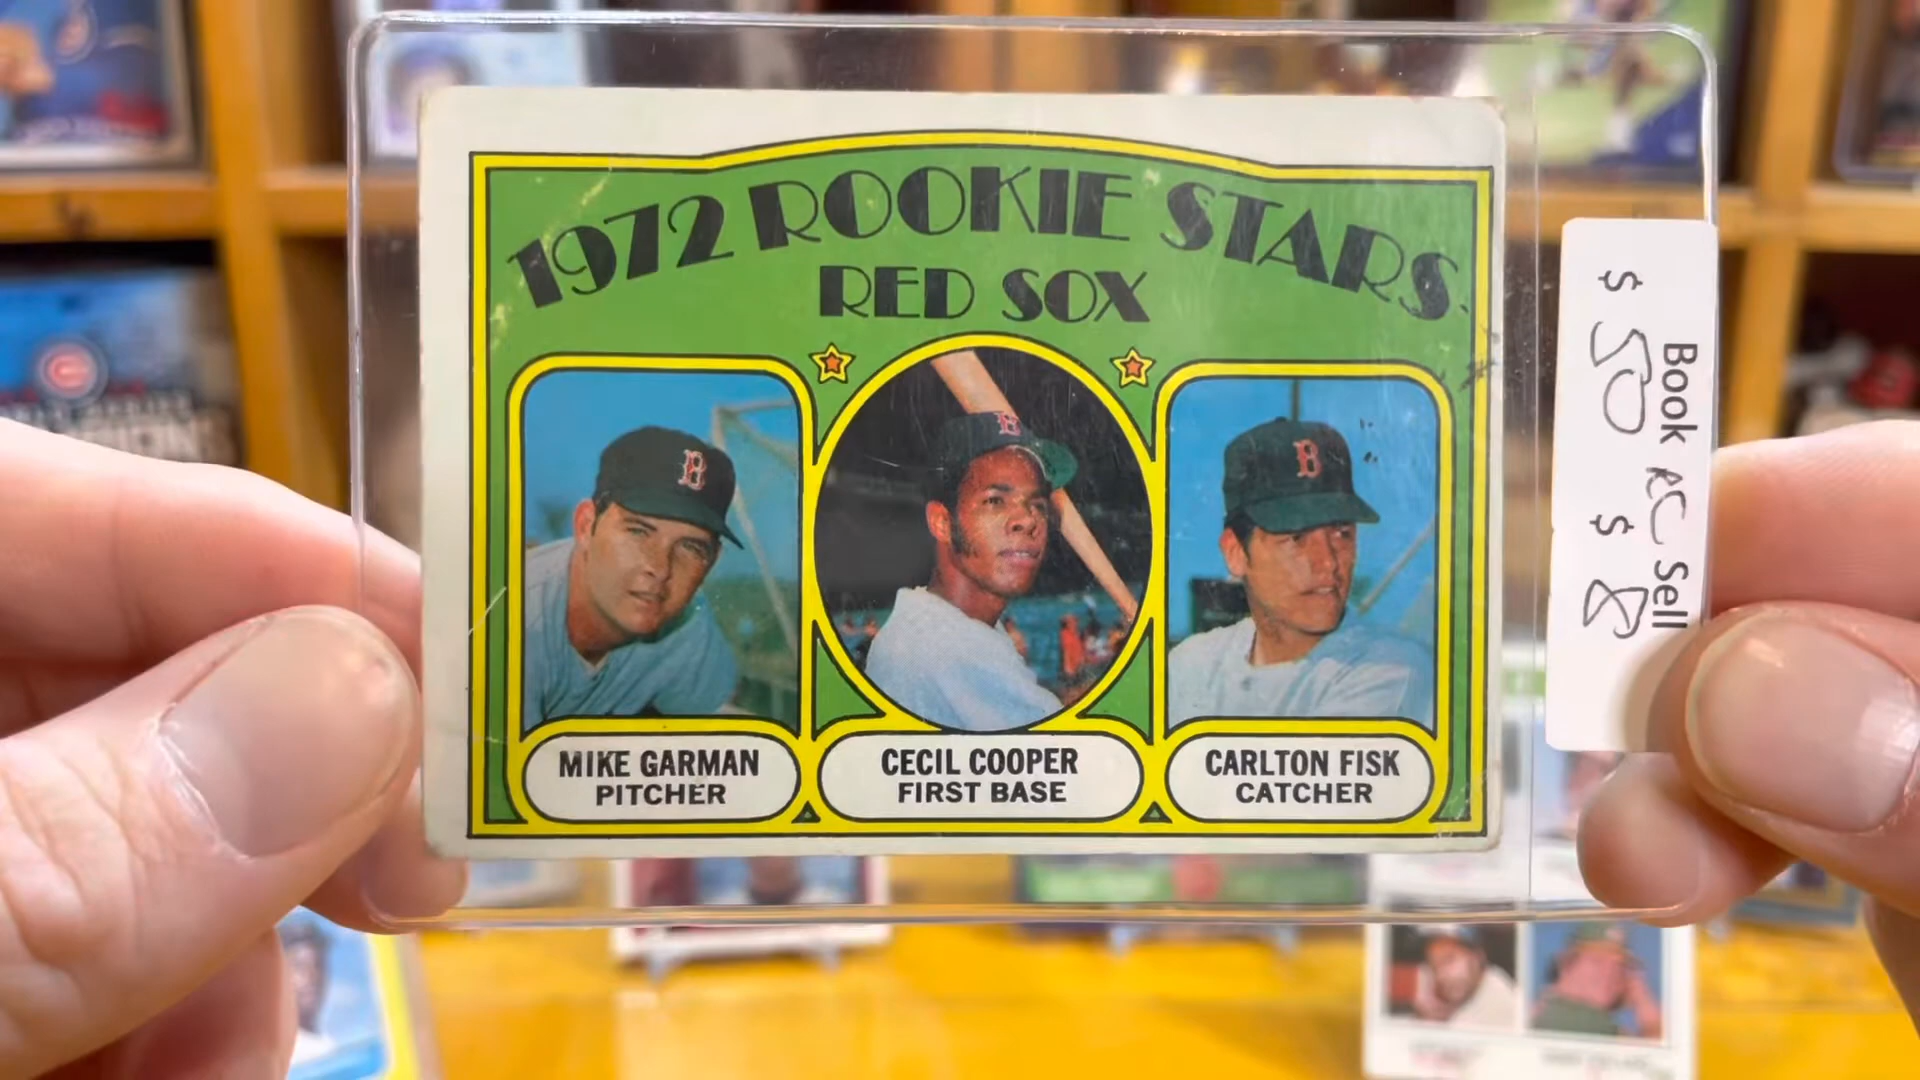 1972 ROOKIE STARS
RED SOX
B
B
B
MIKE GARMAN
PITCHER
CECIL COOPER
FIRST BASE
CARLTON FISK
CATCHER
Book RC Sell
$ 50 $ 8